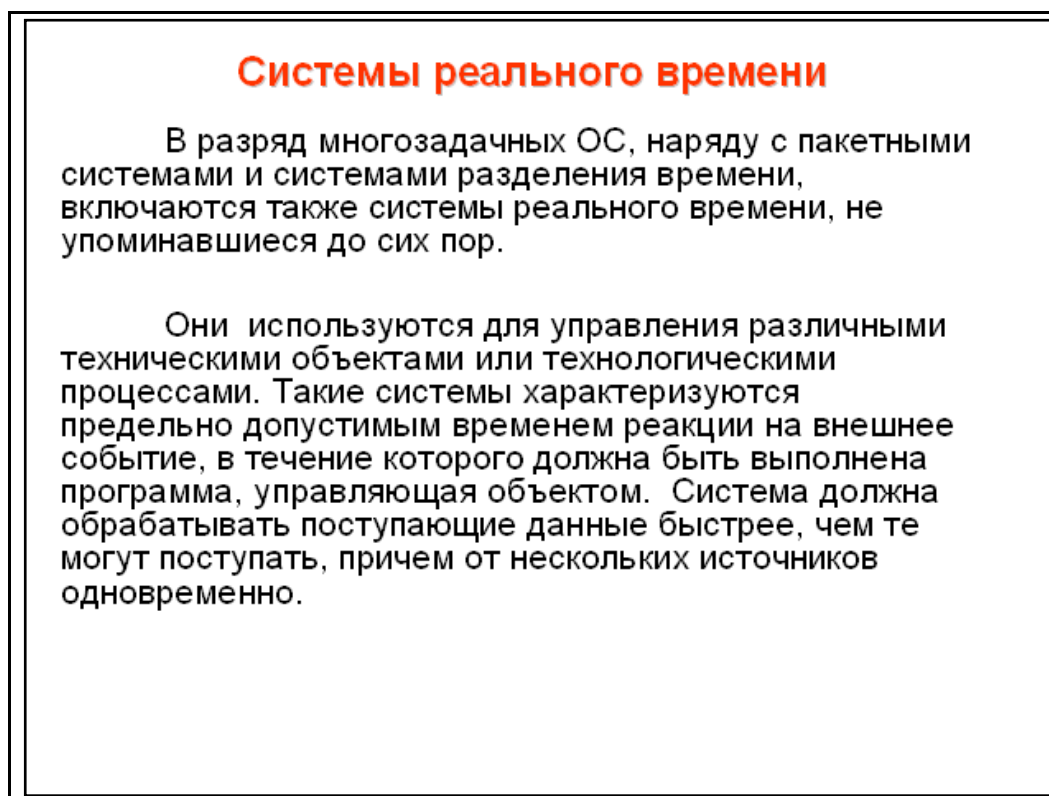 Системы реального времени
В разряд многозадачных ОС, наряду с пакетными
системами и системами разделения времени,
включаются также системы реального времени, не
упоминавшиеся до сих пор.
Они  используются для управления различными
техническими объектами или технологическими
процессами. Такие системы характеризуются
предельно допустимым временем реакции на внешнее
событие, в течение которого должна быть выполнена
программа, управляющая объектом.  Система должна
обрабатывать поступающие данные быстрее, чем те
могут поступать, причем от нескольких источников
одновременно.